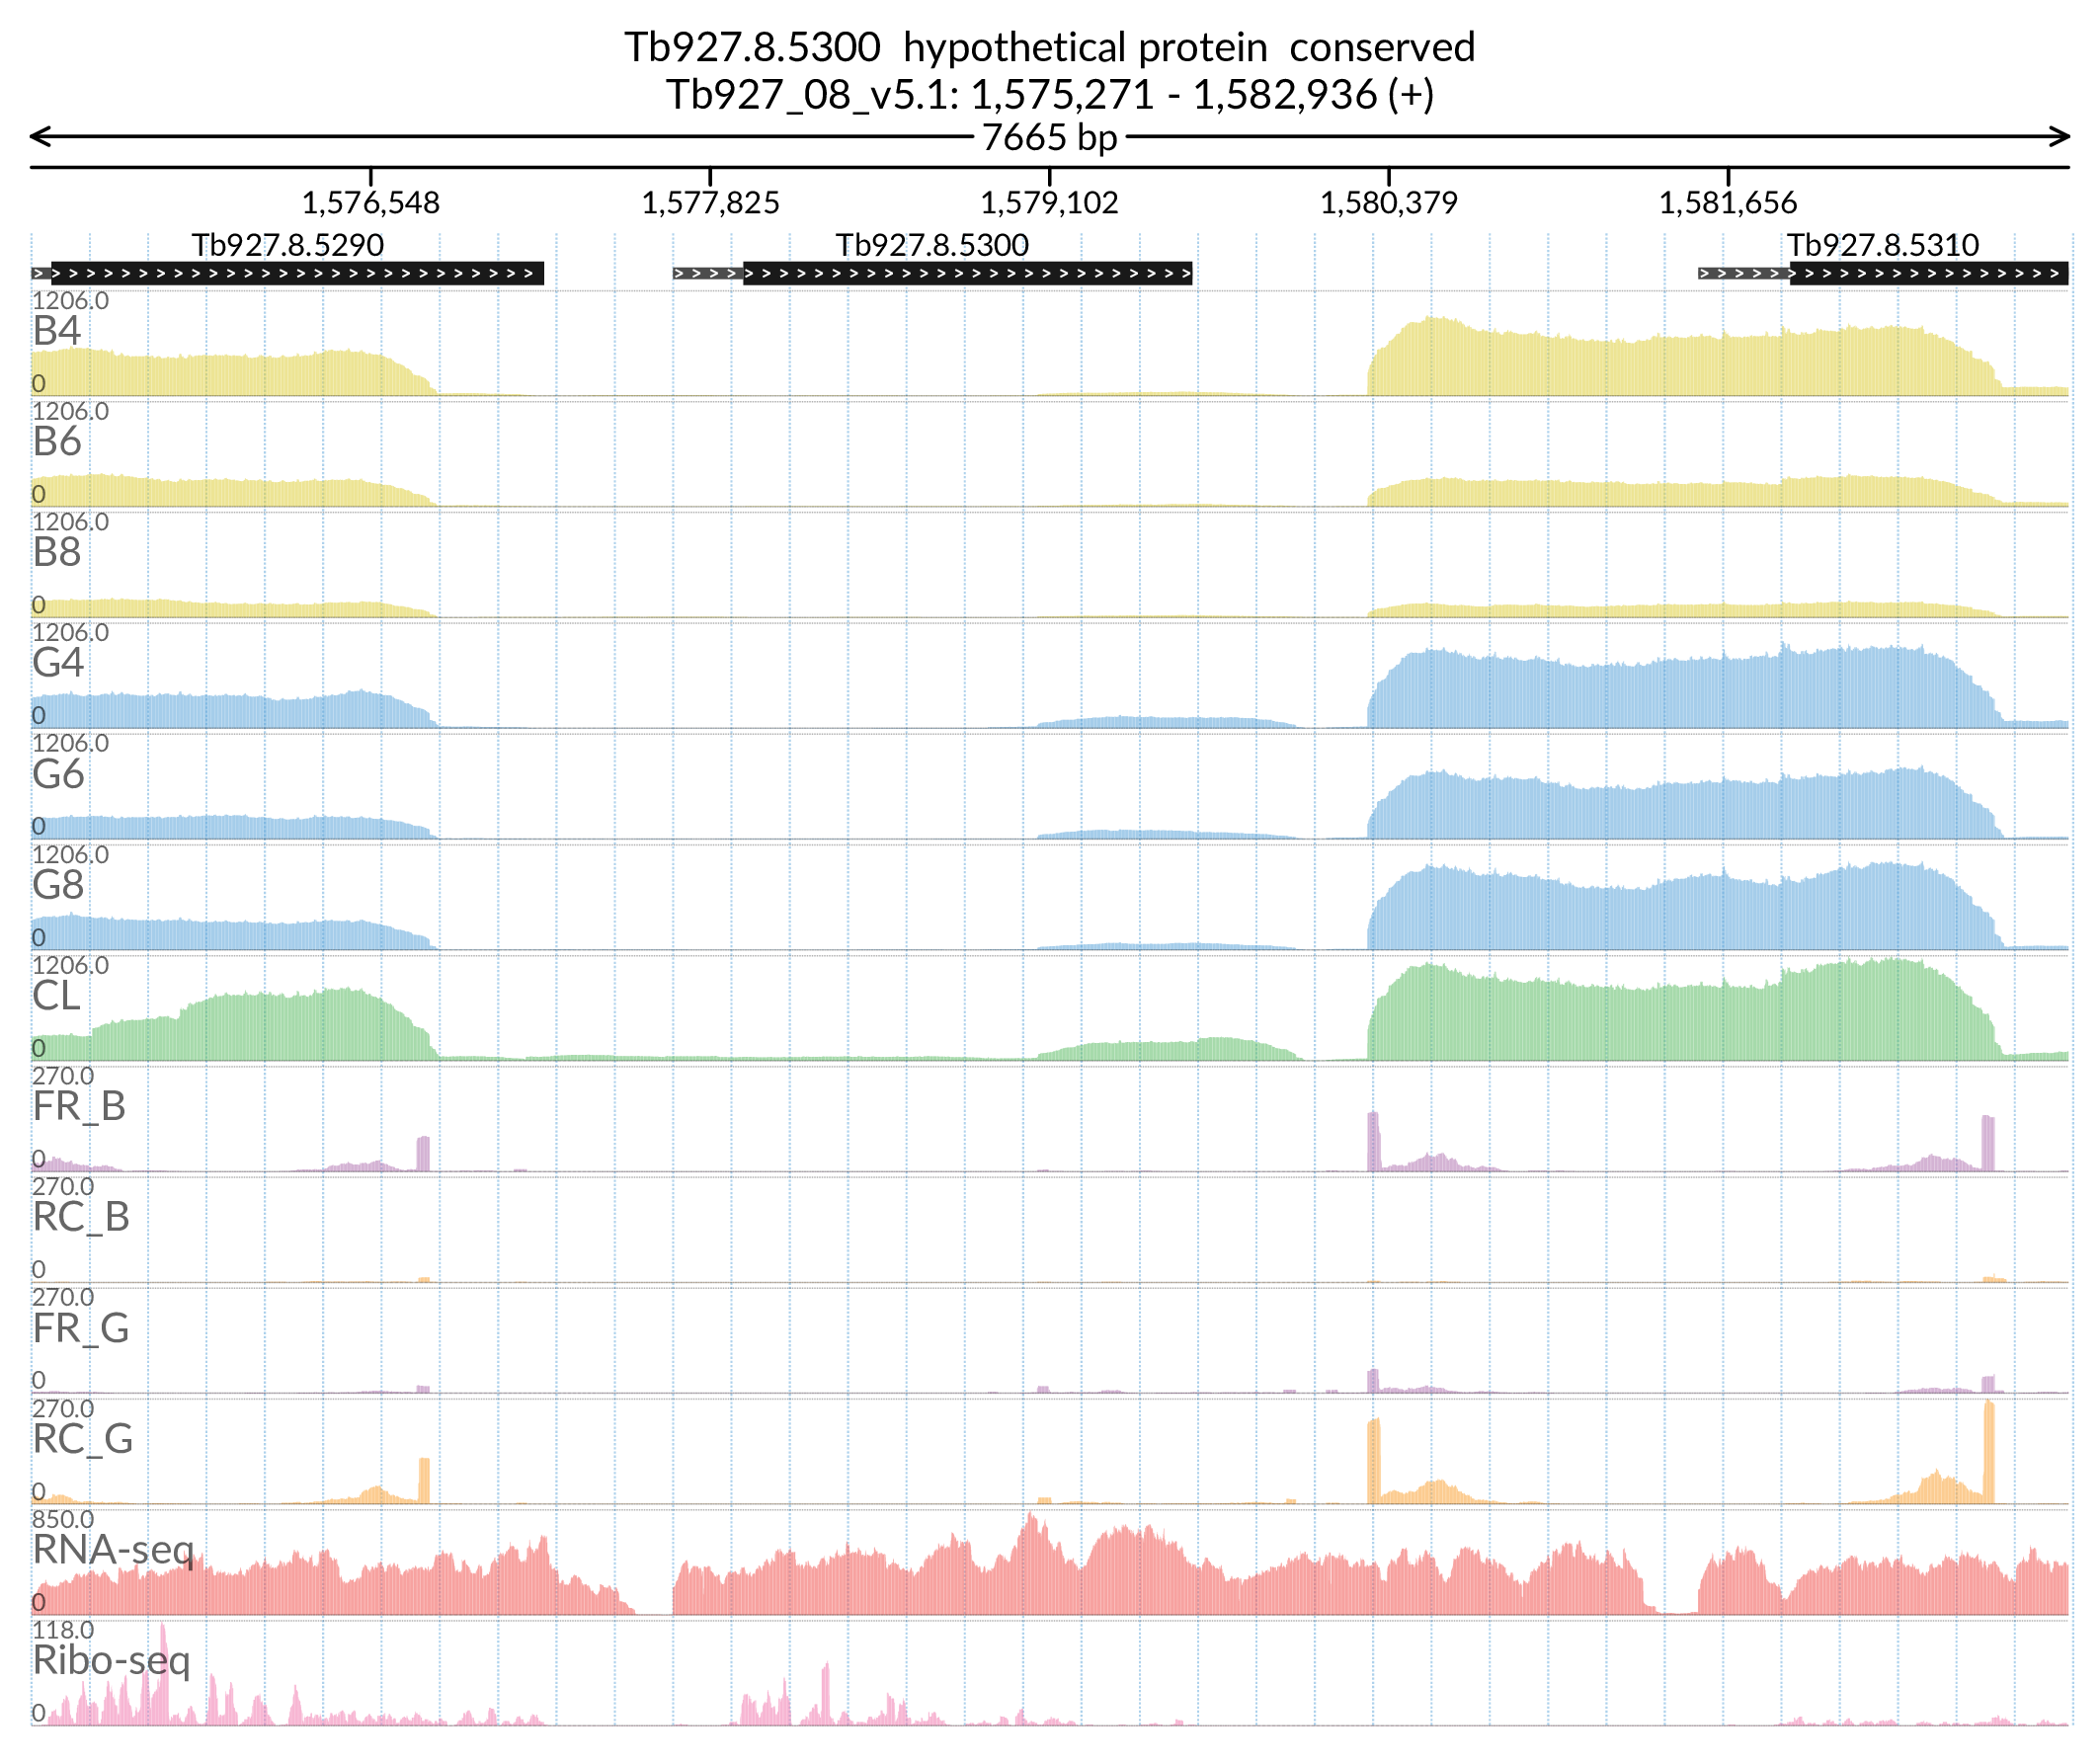 Tb927.8.5300 hypothetical protein conserved
Tb927_08_v5.1: 1,575,271 - 1,582,936 (+)
7665 bp
1,576,548 1,577,825 1,579,102 1,580,379 1,581,656
Tb927.8.5290 Tb927.8.5300 Tb927.8.5310
1206.0
B4
0
1206.0
B6
0
1206.0
B8
0
1206.0
G4
0
1206.0
G6
0
1206.0
G8
0
1206.0
CL
0
270.0
FR_B
0
270.0
RC_B
0
270.0
FR_G
0
270.0
RC_G
0
850.0
RNA-seq
0
118.0
Ribo-seq
0